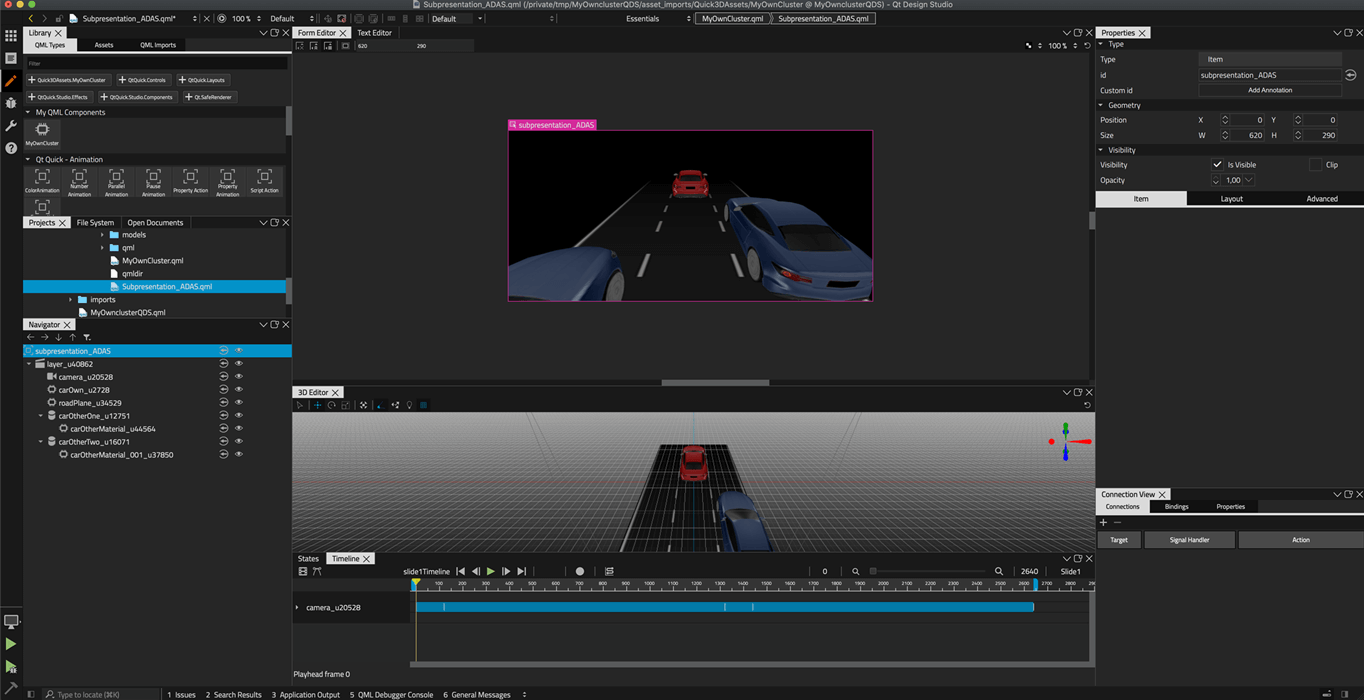 Subpresentation_ADAS.qml (/private/tmp/MyOwnclusterQDS/asset_imports/Quick3DAssets/MyOwnCluster @ MyOwnclusterQDS) - Qt Design Studio
Subpresentation_ADAS.qml* 100 % Default Default Essentials MyOwnCluster.qml Subpresentation_ADAS.qml
Library
QML Types Assets QML Imports
Filter
Quick3DAssets.MyOwnCluster QtQuick.Controls QtQuick.Layouts
QtQuick.Studio.Effects QtQuick.Studio.Components Qt.SafeRenderer
My QML Components
MyOwnCluster
Qt Quick - Animation
ColorAnimation Number Animation Parallel Animation Pause Animation Property Action Property Animation Script Action
Projects File System Open Documents
models
qml
MyOwnCluster.qml
qmldir
Subpresentation_ADAS.qml
imports
MyOwnclusterQDS.qml
Navigator
subpresentation_ADAS
layer_u40862
camera_u20528
carOwn_u2728
roadPlane_u34529
carOtherOne_u12751
carOtherMaterial_u44564
carOtherTwo_u16071
carOtherMaterial_001_u37850
Form Editor Text Editor
620 290 100 %
subpresentation_ADAS
3D Editor
States Timeline
slide1Timeline 0 2640 Slide1
100 200 300 400 500 600 700 800 900 1000 1100 1200 1300 1400 1500 1600 1700 1800 1900 2000 2100 2200 2300 2400 2500 2600 2700 2800
camera_u20528
Playhead frame 0
Properties
Type
Type Item
id subpresentation_ADAS
Custom id Add Annotation
Geometry
Position X 0 Y 0
Size W 620 H 290
Visibility
Visibility Is Visible Clip
Opacity 1,00
Item Layout Advanced
Connection View
Connections Bindings Properties
Target Signal Handler Action
Type to locate (⌘K) 1 Issues 2 Search Results 3 Application Output 5 QML Debugger Console 6 General Messages